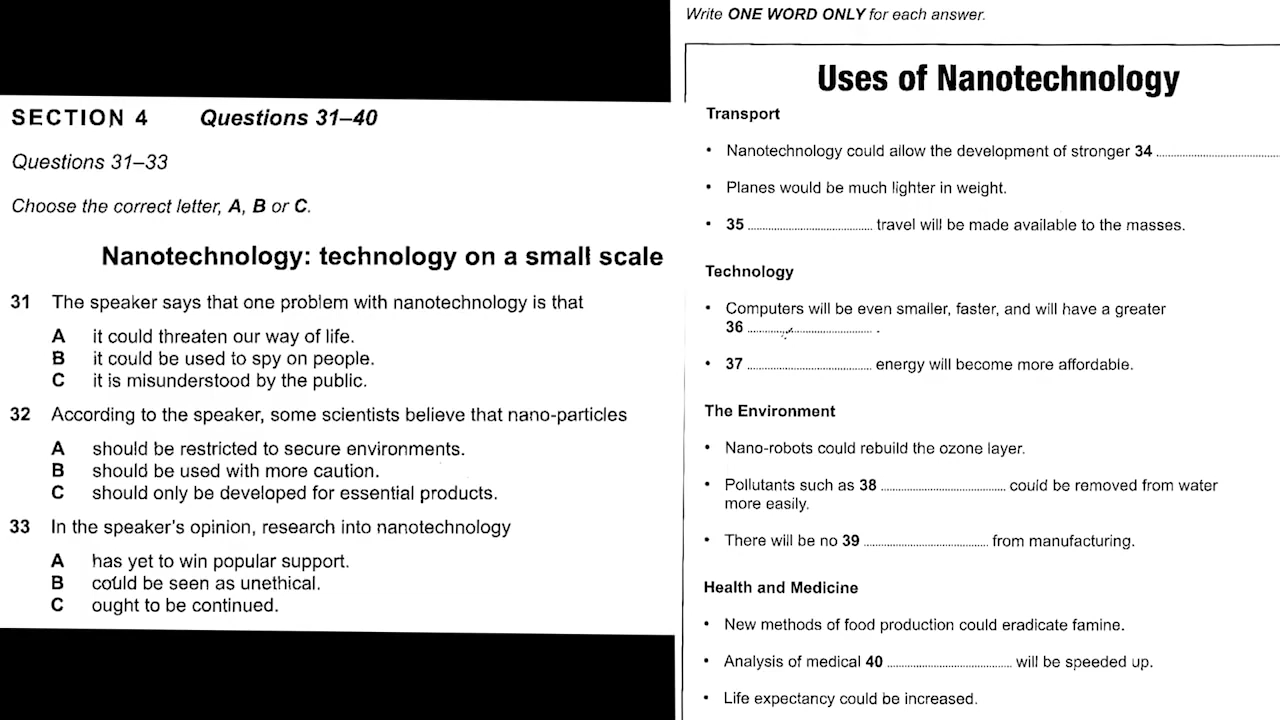 SECTION 4 Questions 31–40
Questions 31–33
Choose the correct letter, A, B or C.
Nanotechnology: technology on a small scale
31 The speaker says that one problem with nanotechnology is that
A it could threaten our way of life.
B it could be used to spy on people.
C it is misunderstood by the public.
32 According to the speaker, some scientists believe that nano-particles
A should be restricted to secure environments.
B should be used with more caution.
C should only be developed for essential products.
33 In the speaker's opinion, research into nanotechnology
A has yet to win popular support.
B could be seen as unethical.
C ought to be continued.
Write ONE WORD ONLY for each answer.
Uses of Nanotechnology
Transport
• Nanotechnology could allow the development of stronger 34 ....................
• Planes would be much lighter in weight.
• 35 .................... travel will be made available to the masses.
Technology
• Computers will be even smaller, faster, and will have a greater
36 .................... .
• 37 .................... energy will become more affordable.
The Environment
• Nano-robots could rebuild the ozone layer.
• Pollutants such as 38 .................... could be removed from water
more easily.
• There will be no 39 .................... from manufacturing.
Health and Medicine
• New methods of food production could eradicate famine.
• Analysis of medical 40 .................... will be speeded up.
• Life expectancy could be increased.